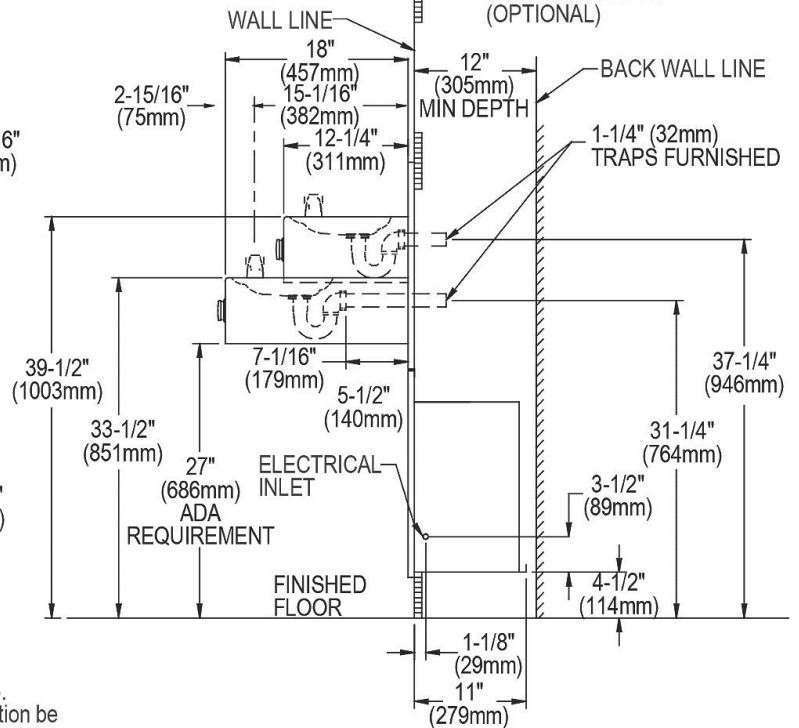 (OPTIONAL)
WALL LINE
18"
(457mm)
12"
(305mm)
MIN DEPTH
BACK WALL LINE
2-15/16"
(75mm)
15-1/16"
(382mm)
12-1/4"
(311mm)
1-1/4" (32mm)
TRAPS FURNISHED
6"
39-1/2"
(1003mm)
33-1/2"
(851mm)
27"
(686mm)
ADA
REQUIREMENT
7-1/16"
(179mm)
5-1/2"
(140mm)
37-1/4"
(946mm)
31-1/4"
(764mm)
ELECTRICAL
INLET
3-1/2"
(89mm)
4-1/2"
(114mm)
FINISHED
FLOOR
1-1/8"
(29mm)
11"
(279mm)
tion be